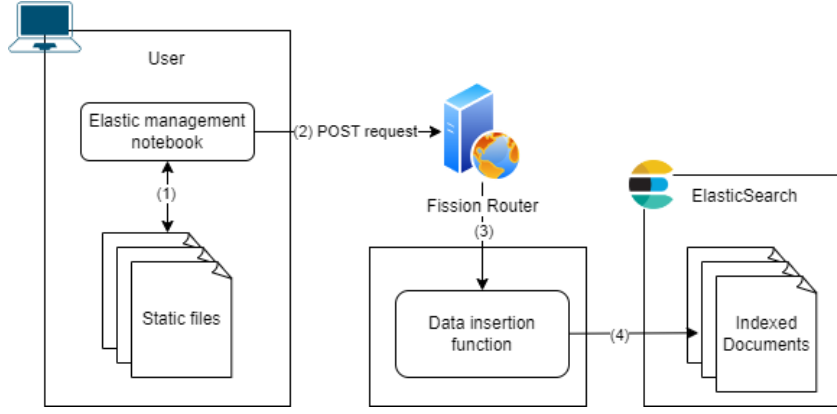 User
Elastic management
notebook
(2) POST request
(1)
Fission Router
ElasticSearch
(3)
Static files
Data insertion
function
(4)
Indexed
Documents